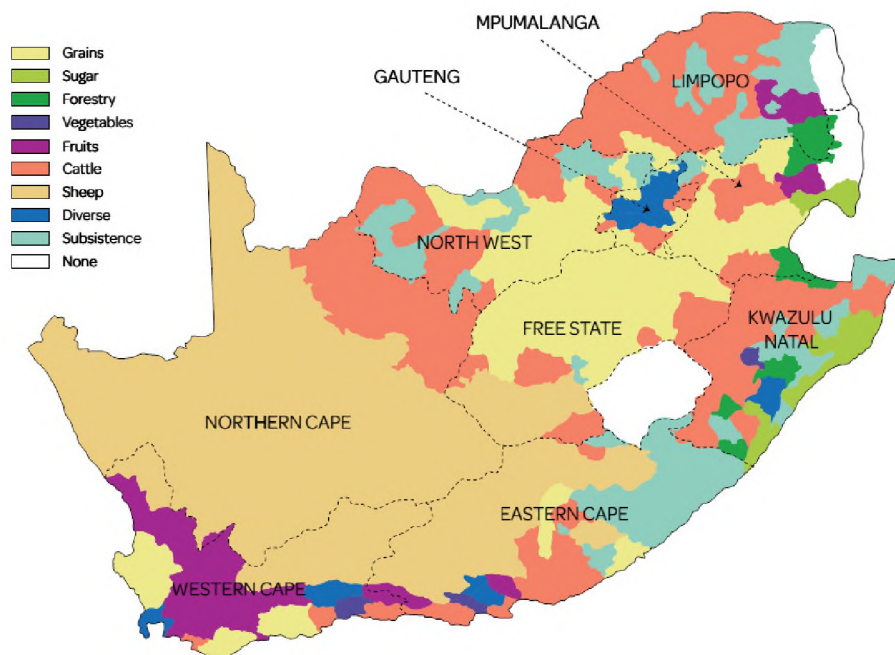 MPUMALANGA
GAUTENG
LIMPOPO
Grains
Sugar
Forestry
Vegetables
Fruits
Cattle
Sheep
Diverse
Subsistence
None
NORTH WEST
FREE STATE
KWAZULU
NATAL
NORTHERN CAPE
EASTERN CAPE
WESTERN CAPE